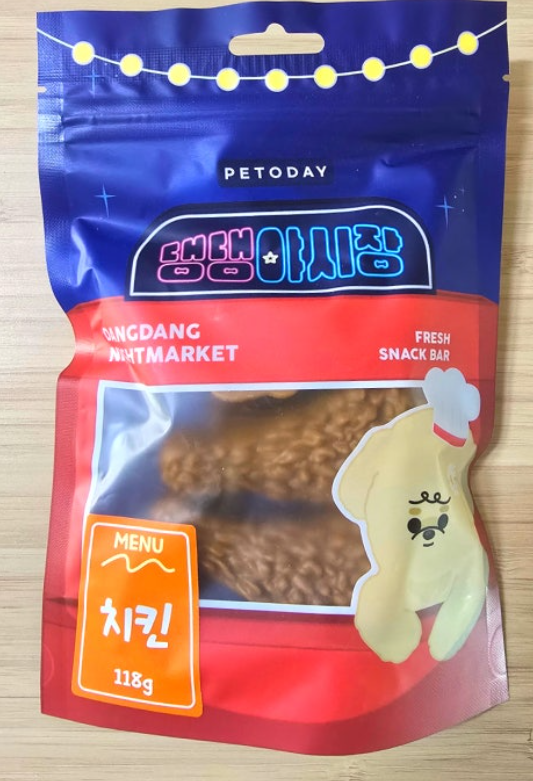 PETODAY
댕댕야시장
DANGDANG
NIGHTMARKET
FRESH
SNACK BAR
MENU
치킨
118g